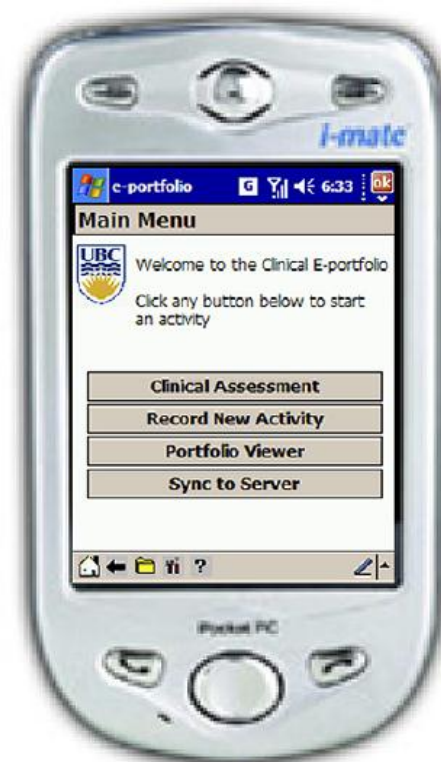 i-mate
e-portfolio G 6:33 ok
Main Menu
UBC
Welcome to the Clinical E-portfolio
Click any button below to start
an activity
Clinical Assessment
Record New Activity
Portfolio Viewer
Sync to Server
?
Pocket PC